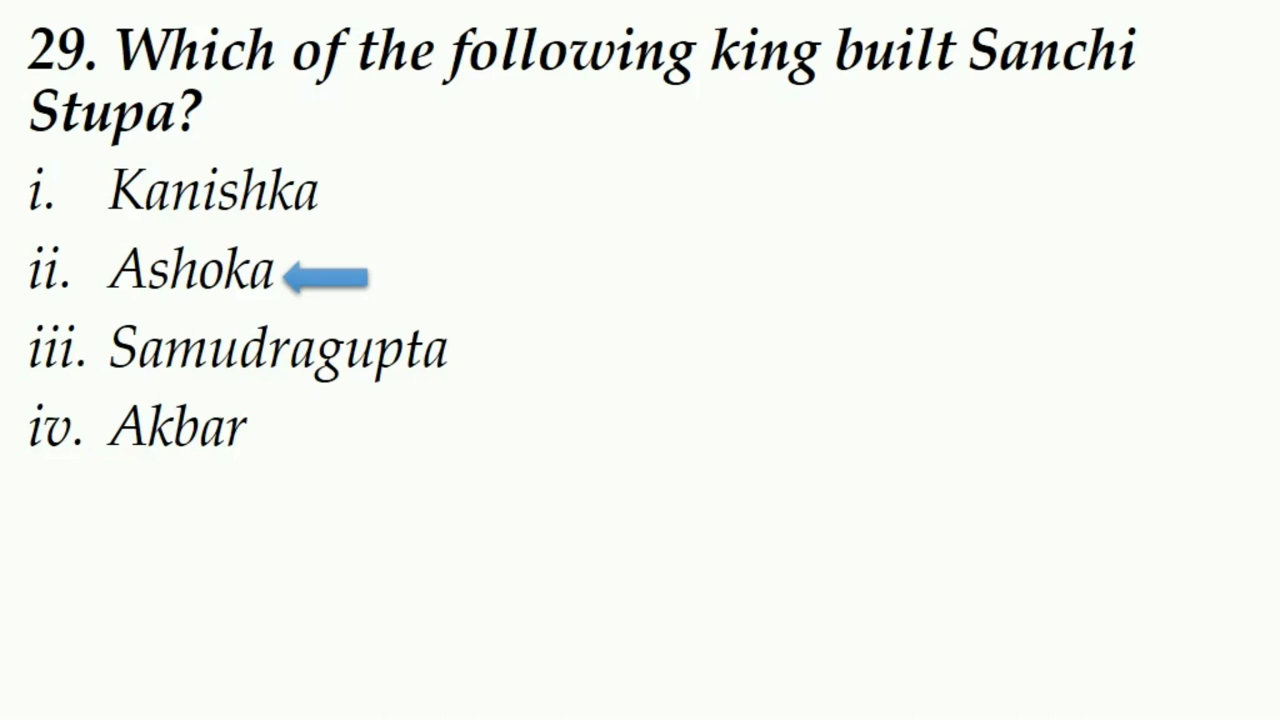 29. Which of the following king built Sanchi
Stupa?
i. Kanishka
ii. Ashoka
iii. Samudragupta
iv. Akbar